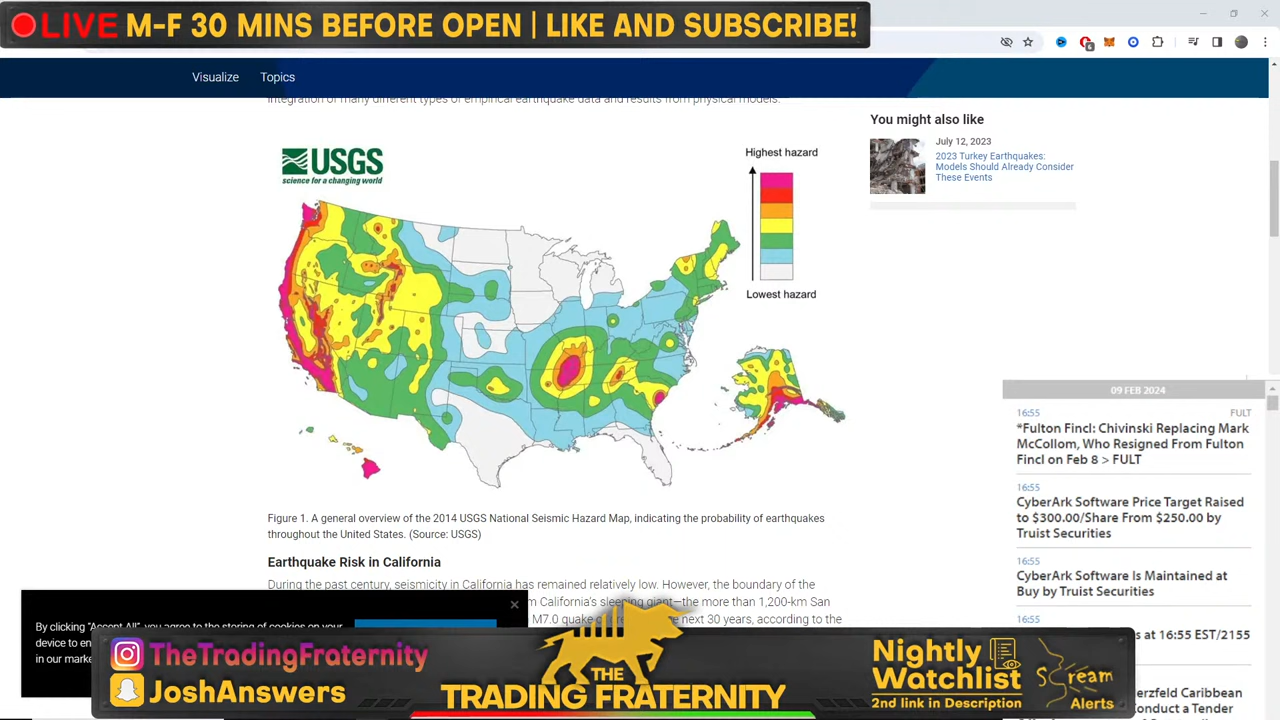 LIVE M-F 30 MINS BEFORE OPEN | LIKE AND SUBSCRIBE!
Visualize Topics
integration of many different types of empirical earthquake data and results from physical models.
USGS
science for a changing world
Highest hazard
Lowest hazard
Figure 1. A general overview of the 2014 USGS National Seismic Hazard Map, indicating the probability of earthquakes
throughout the United States. (Source: USGS)
Earthquake Risk in California
During the past century, seismicity in California has remained relatively low. However, the boundary of the
California's sleeping giant—the more than 1,200-km San
M7.0 quake next 30 years, according to the
You might also like
July 12, 2023
2023 Turkey Earthquakes:
Models Should Already Consider
These Events
09 FEB 2024
16:55 FULT
*Fulton Fincl: Chivinski Replacing Mark
McCollom, Who Resigned From Fulton
Fincl on Feb 8 > FULT
16:55
CyberArk Software Price Target Raised
to $300.00/Share From $250.00 by
Truist Securities
16:55
CyberArk Software Is Maintained at
Buy by Truist Securities
16:55
s at 16:55 EST/2155
erzfeld Caribbean
Conduct a Tender
By clicking "Accept All", you agree to the storing of cookies on your
device to en
in our marke
TheTradingFraternity
JoshAnswers
THE
TRADING FRATERNITY
Nightly
Watchlist
2nd link in Description
Scream
Alerts